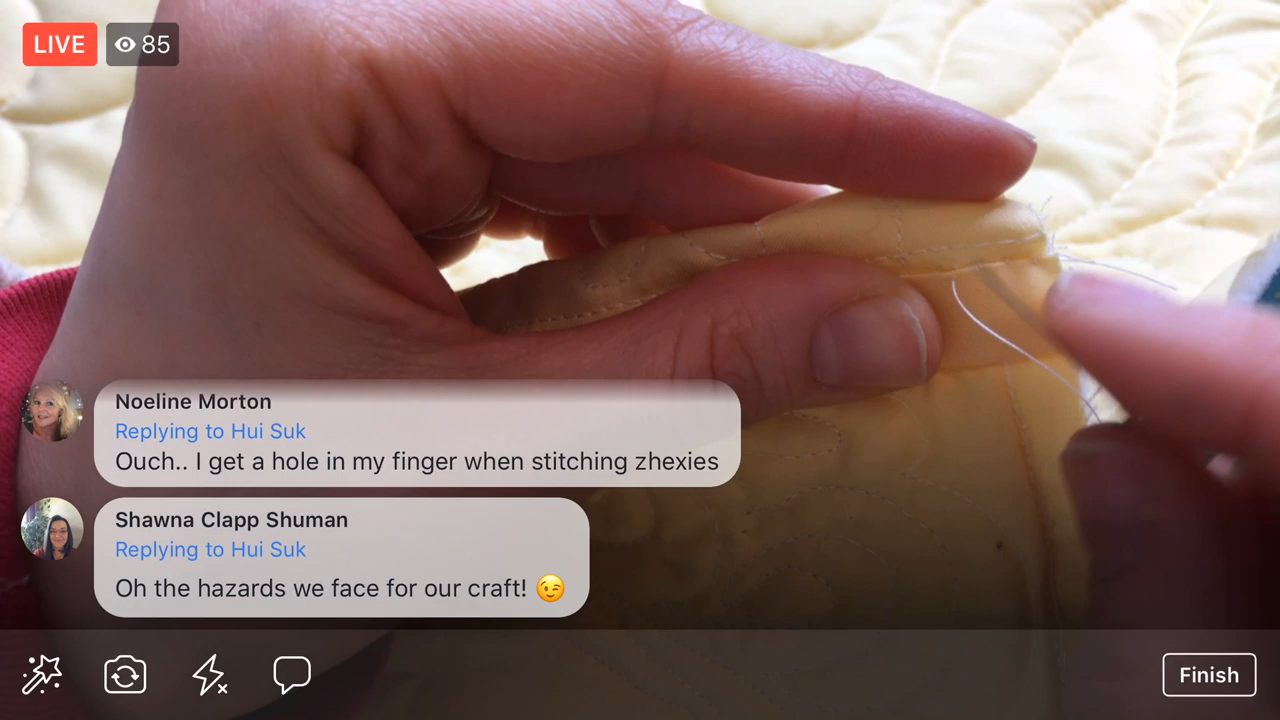 LIVE 85
Noeline Morton
Replying to Hui Suk
Ouch.. I get a hole in my finger when stitching zhexies
Shawna Clapp Shuman
Replying to Hui Suk
Oh the hazards we face for our craft! 😉
Finish